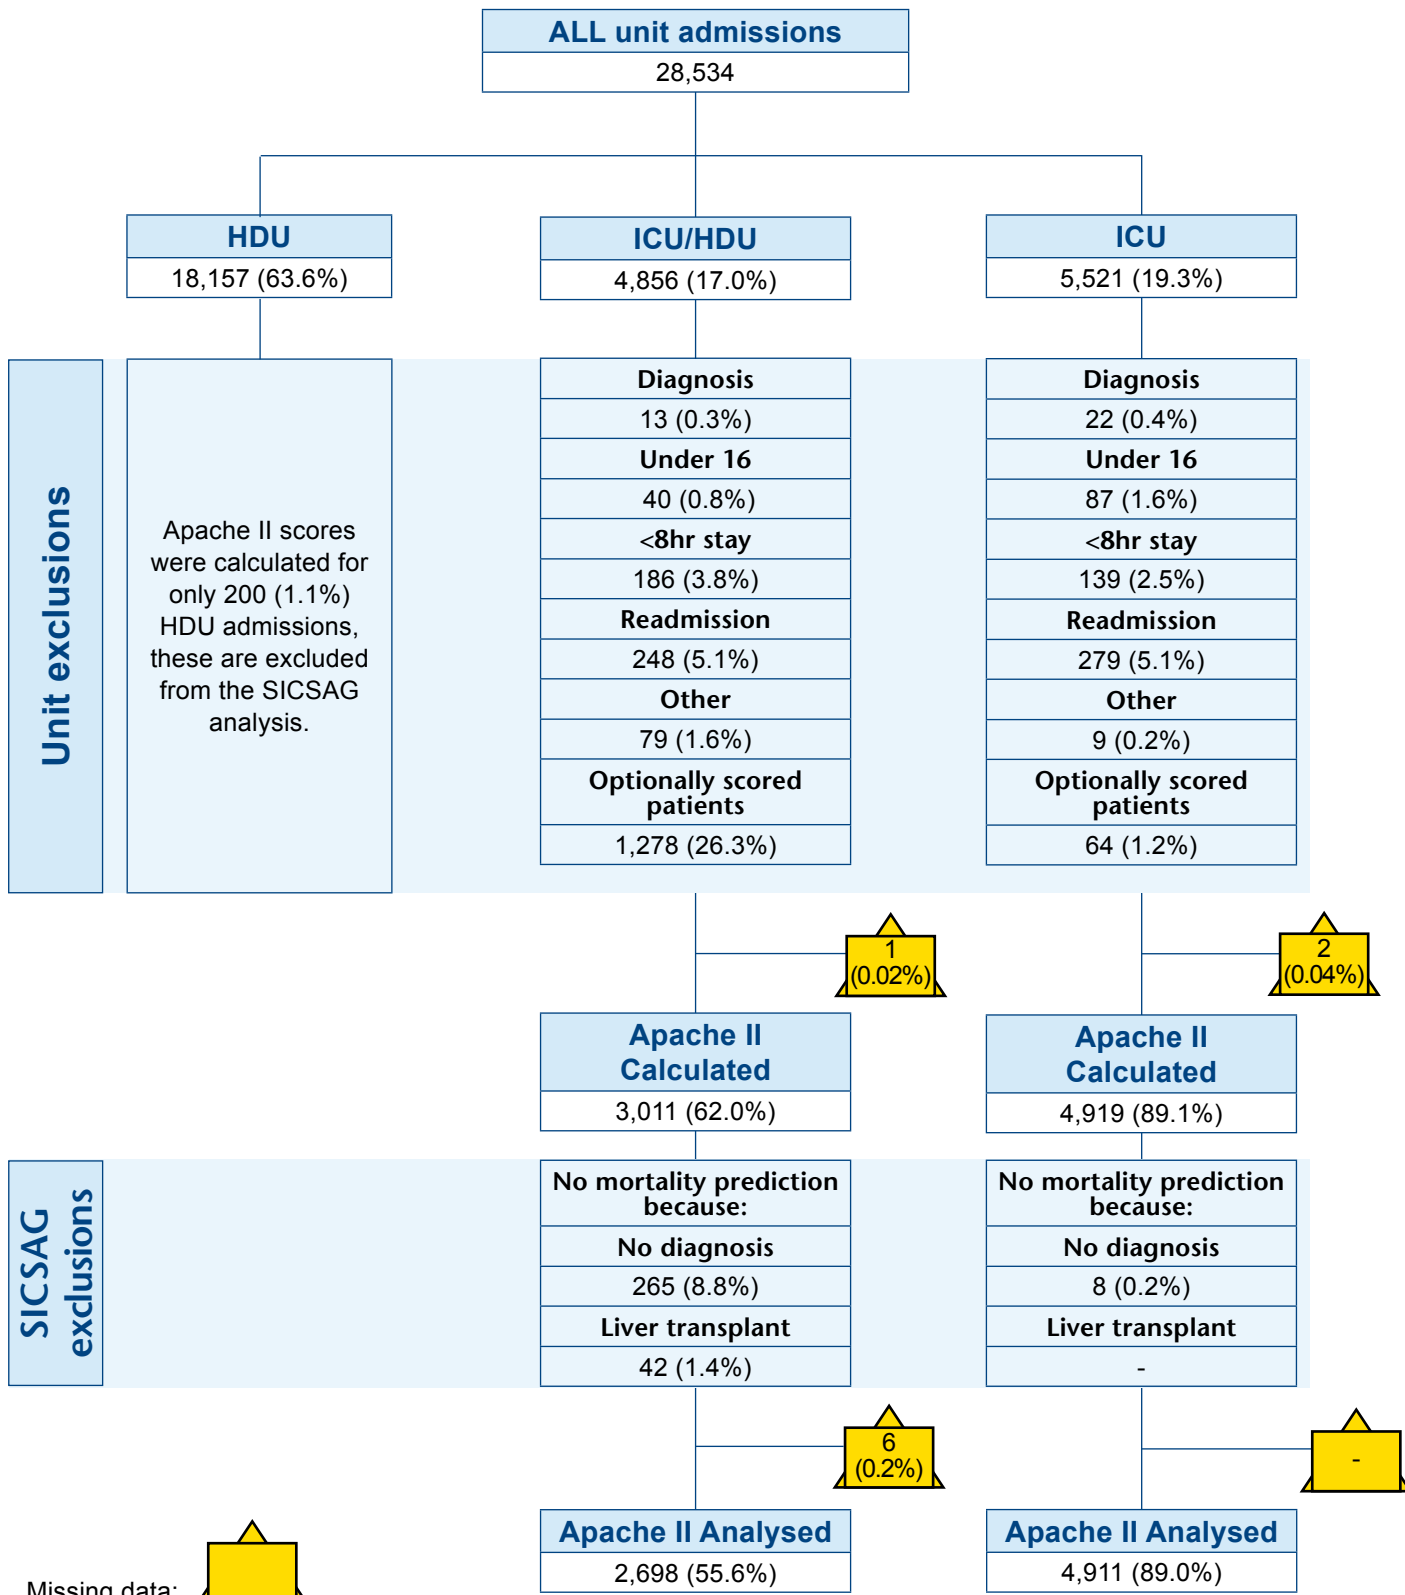 ALL unit admissions
28,534
HDU
18,157 (63.6%)
ICU/HDU
4,856 (17.0%)
ICU
5,521 (19.3%)
Unit exclusions
Apache II scores
were calculated for
only 200 (1.1%)
HDU admissions,
these are excluded
from the SICSAG
analysis.
Diagnosis
13 (0.3%)
Under 16
40 (0.8%)
<8hr stay
186 (3.8%)
Readmission
248 (5.1%)
Other
79 (1.6%)
Optionally scored
patients
1,278 (26.3%)
Diagnosis
22 (0.4%)
Under 16
87 (1.6%)
<8hr stay
139 (2.5%)
Readmission
279 (5.1%)
Other
9 (0.2%)
Optionally scored
patients
64 (1.2%)
1
(0.02%)
2
(0.04%)
Apache II
Calculated
3,011 (62.0%)
Apache II
Calculated
4,919 (89.1%)
SICSAG
exclusions
No mortality prediction
because:
No diagnosis
265 (8.8%)
Liver transplant
42 (1.4%)
No mortality prediction
because:
No diagnosis
8 (0.2%)
Liver transplant
-
6
(0.2%)
-
Apache II Analysed
2,698 (55.6%)
Apache II Analysed
4,911 (89.0%)
Missing data: